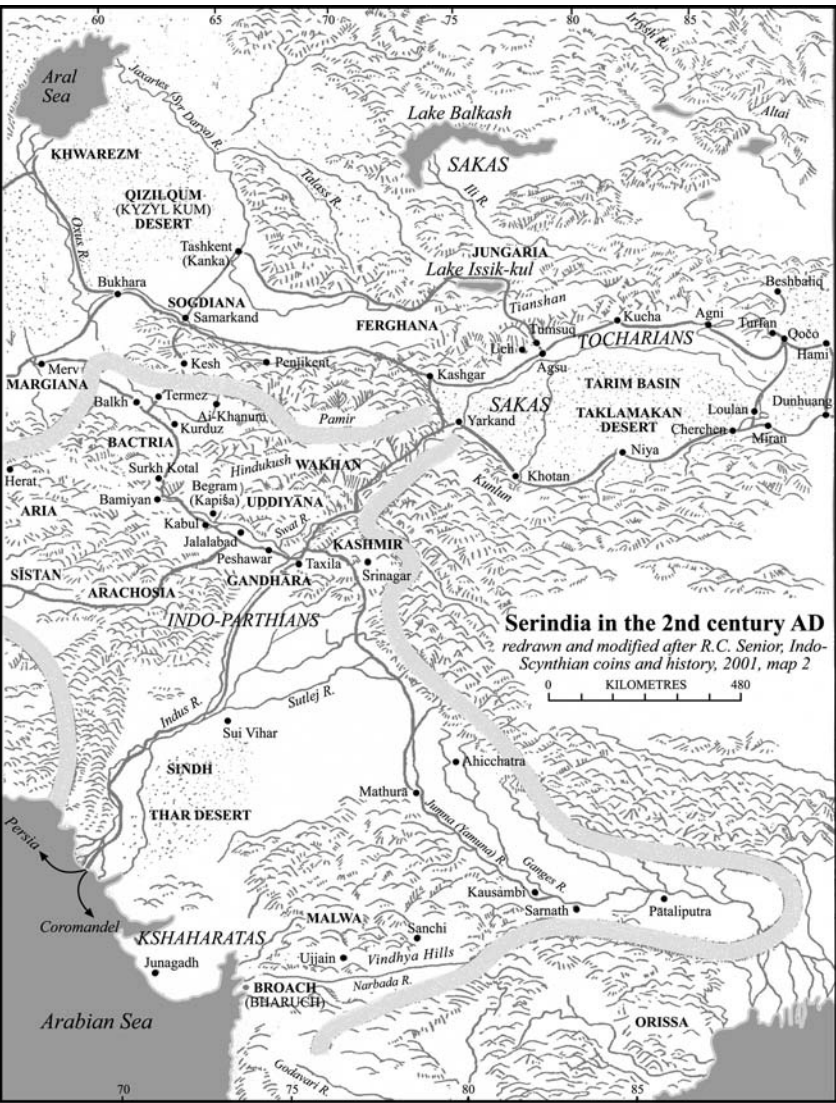 60
65
70
75
80
85
Irtysh R.
Aral
Sea
Jaxartes (Syr Darya) R.
Lake Balkash
Altai
KHWAREZM
SAKAS
Talass R.
Ili R.
QIZILQUM
(KYZYL KUM)
DESERT
Oxus R.
Tashkent
(Kanka)
JUNGARIA
Lake Issik-kul
Bukhara
Beshbaliq
SOGDIANA
Tianshan
Samarkand
Kucha
Agni
FERGHANA
Tumsuq
TOCHARIANS
Turfan
Qočo
Uch
Hami
Merv
Kesh
Penjikent
Agsu
Kashgar
MARGIANA
TARIM BASIN
Termez
SAKAS
Balkh
Ai-Khanum
Loulan
Dunhuang
Pamir
Yarkand
TAKLAMAKAN
DESERT
Kurduz
Cherchen
Miran
BACTRIA
Niya
Hindukush
WAKHAN
Surkh Kotal
Khotan
Herat
Begram
(Kapiśa)
Kunlun
Bamiyan
UDDIYĀNA
ARIA
Swat R.
Kabul
Jalalabad
KASHMIR
Peshawar
Taxila
Srinagar
SĪSTAN
GANDHĀRA
ARACHOSIA
INDO-PARTHIANS
Serindia in the 2nd century AD
redrawn and modified after R.C. Senior, Indo-
Scynthian coins and history, 2001, map 2
0
KILOMETRES
480
Sutlej R.
Indus R.
Sui Vihar
SINDH
Ahicchatra
THAR DESERT
Mathura
Jumna (Yamuna) R.
Persia
Ganges R.
Kausambi
Sarnath
Pātaliputra
Coromandel
MALWA
KSHAHARATAS
Sanchi
Ujjain
Vindhya Hills
Junagadh
Narbada R.
BROACH
(BHARUCH)
Arabian Sea
ORISSA
Godavari R.
70
75
80
85